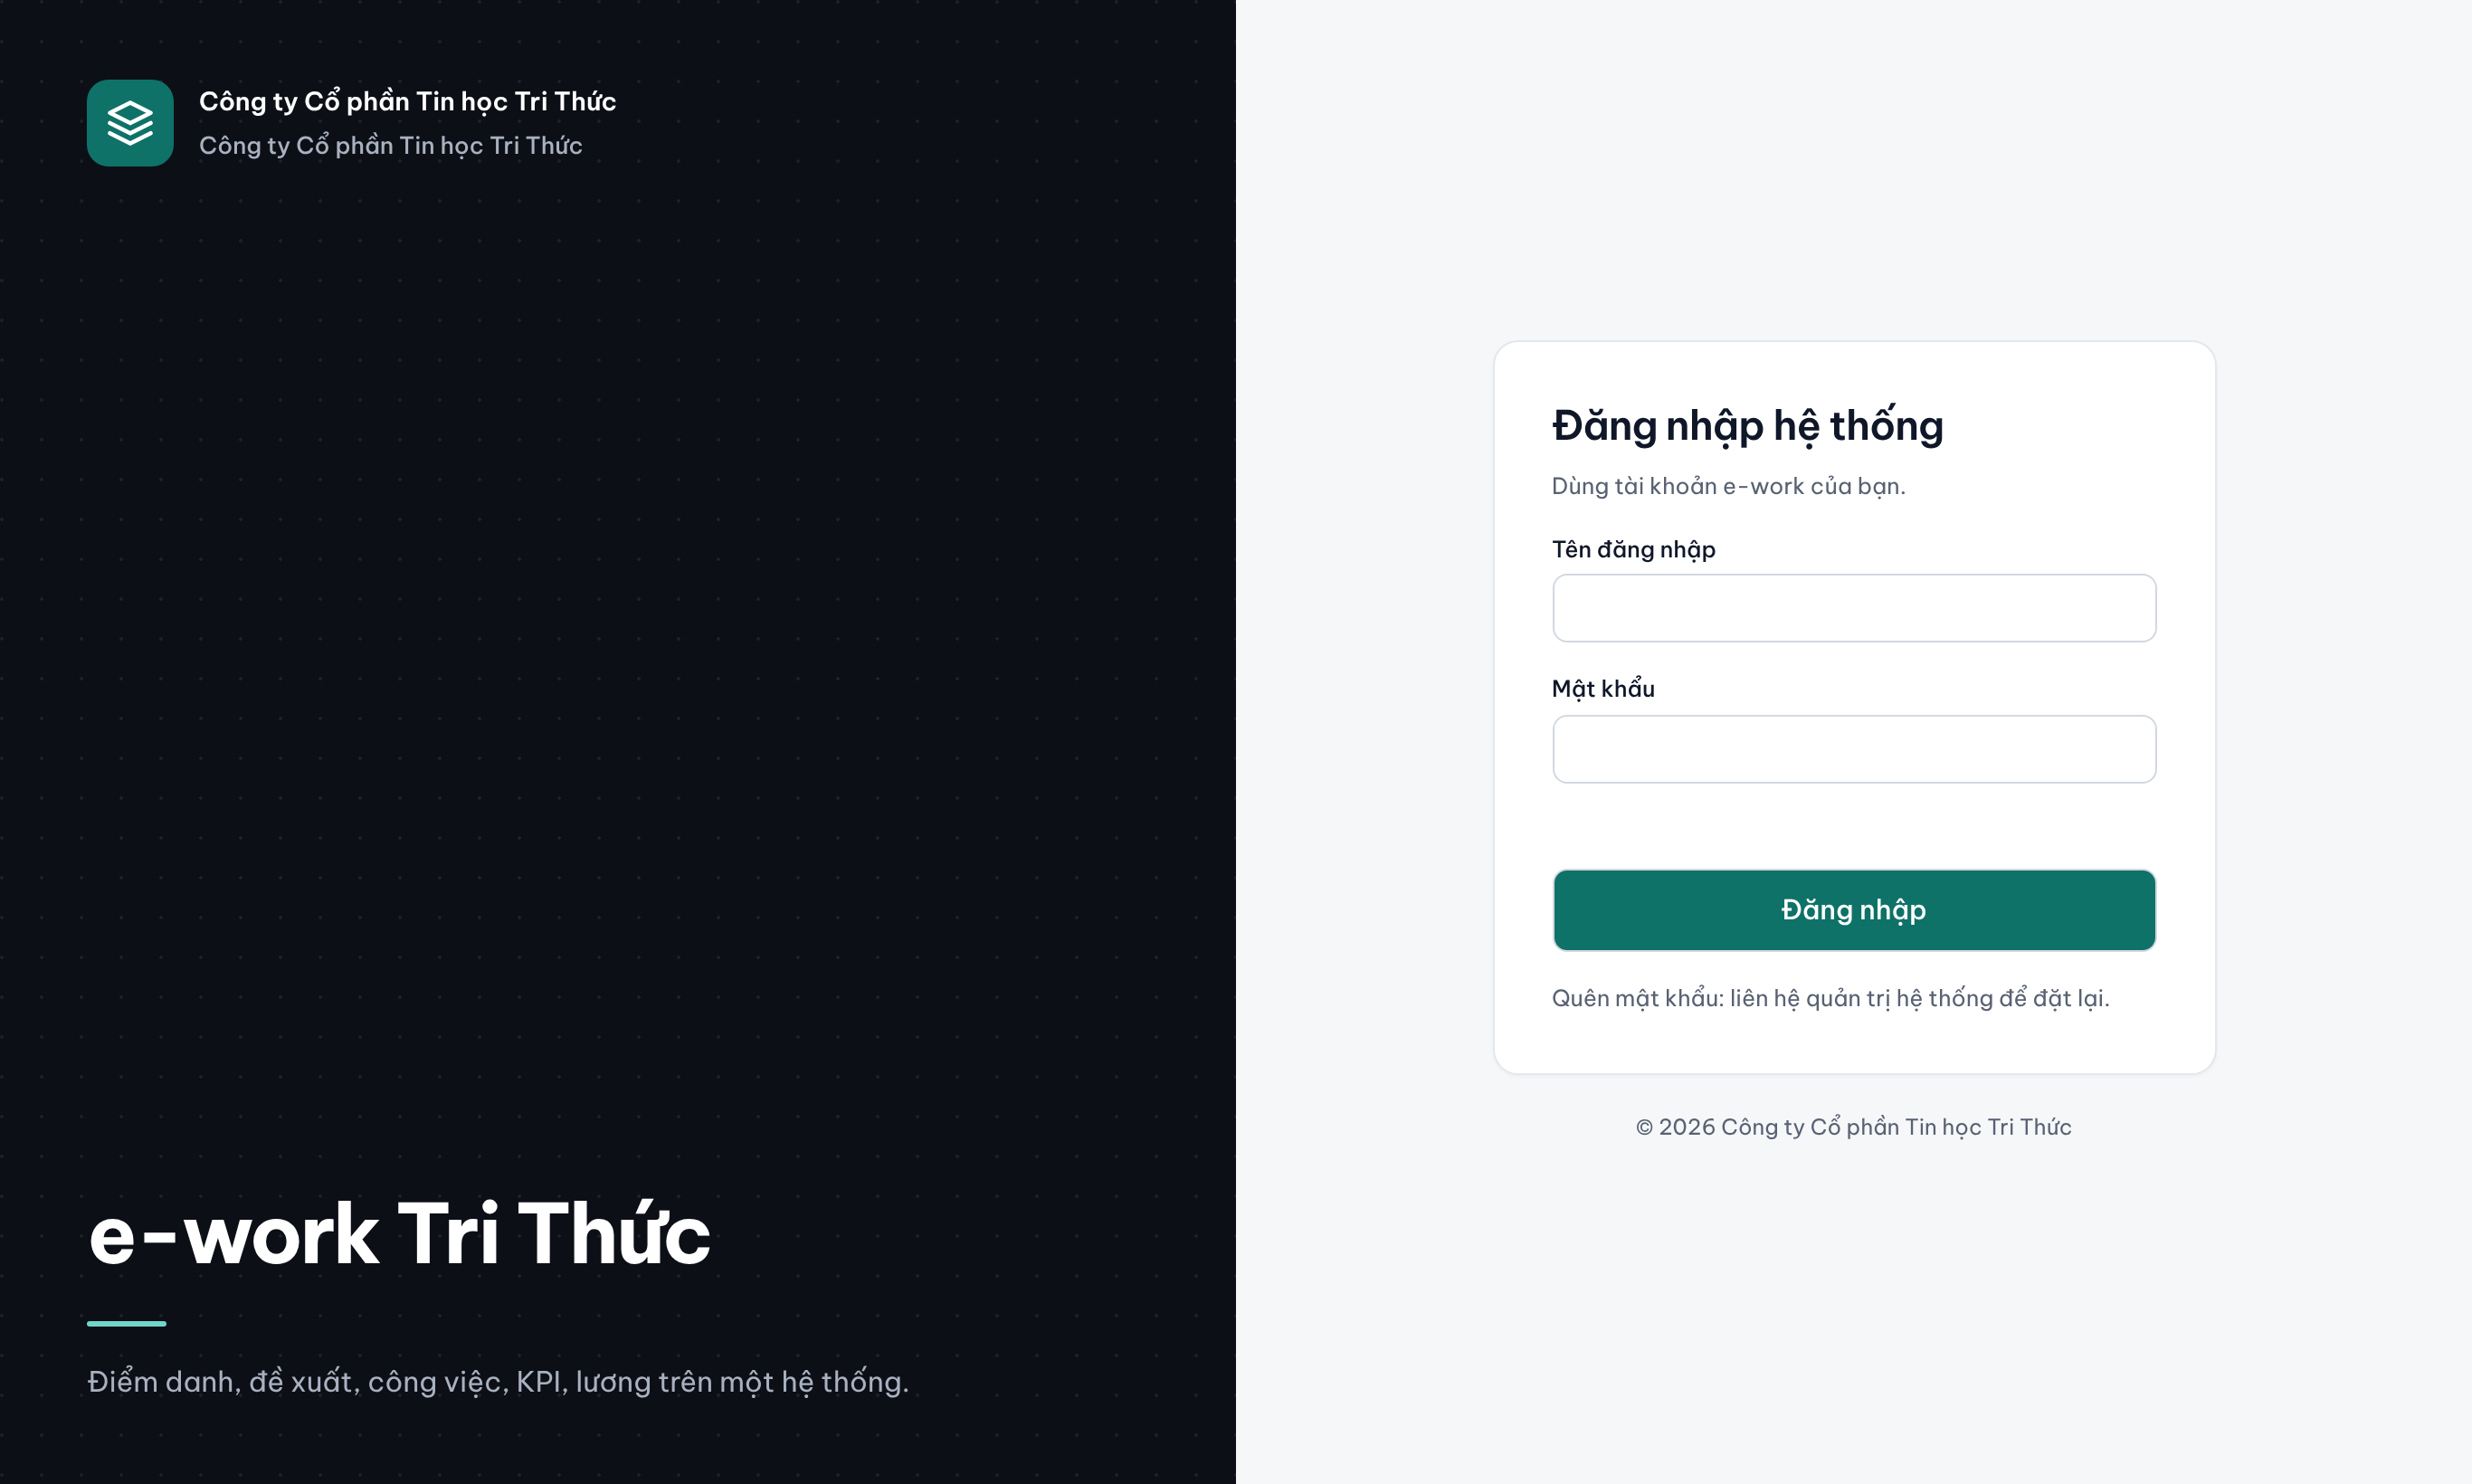 Công ty Cổ phần Tin học Tri Thức
Công ty Cổ phần Tin học Tri Thức
e-work Tri Thức
Điểm danh, đề xuất, công việc, KPI, lương trên một hệ thống.
Đăng nhập hệ thống
Dùng tài khoản e-work của bạn.
Tên đăng nhập
Mật khẩu
Đăng nhập
Quên mật khẩu: liên hệ quản trị hệ thống để đặt lại.
© 2026 Công ty Cổ phần Tin học Tri Thức